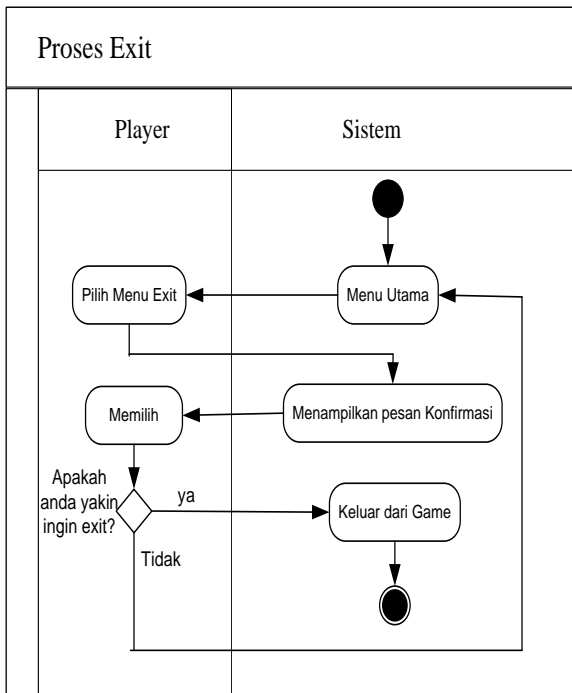 Proses Exit
Player
Sistem
Pilih Menu Exit
Menu Utama
Memilih
Menampilkan pesan Konfirmasi
Apakah
anda yakin
ingin exit?
ya
Keluar dari Game
Tidak